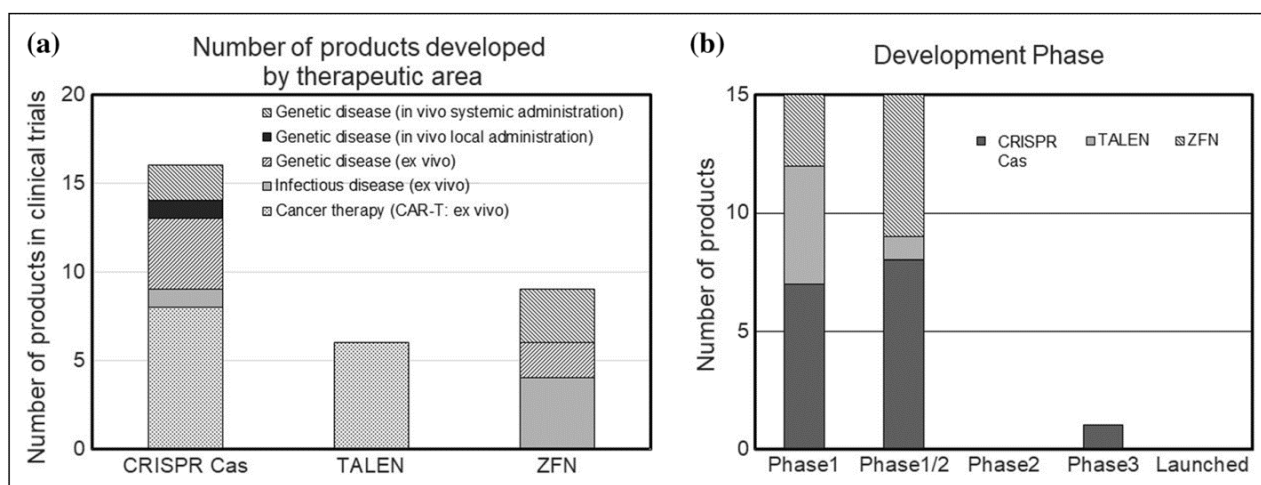 (a)
Number of products developed
by therapeutic area
Number of products in clinical trials
20
15
10
5
0
Genetic disease (in vivo systemic administration)
Genetic disease (in vivo local administration)
Genetic disease (ex vivo)
Infectious disease (ex vivo)
Cancer therapy (CAR-T: ex vivo)
CRISPR Cas
TALEN
ZFN
(b)
Development Phase
Number of products
15
10
5
0
CRISPR
Cas
TALEN
ZFN
Phase1
Phase1/2
Phase2
Phase3
Launched